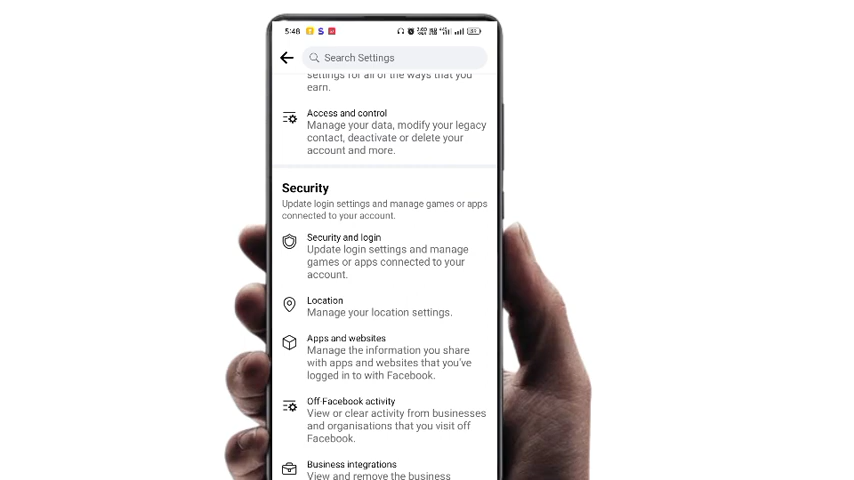 5:48
Search Settings
settings for all of the ways that you
earn.
Access and control
Manage your data, modify your legacy
contact, deactivate or delete your
account and more.
Security
Update login settings and manage games or apps
connected to your account.
Security and login
Update login settings and manage
games or apps connected to your
account.
Location
Manage your location settings.
Apps and websites
Manage the information you share
with apps and websites that you've
logged in to with Facebook.
Off-Facebook activity
View or clear activity from businesses
and organisations that you visit off
Facebook.
Business integrations
View and remove the business